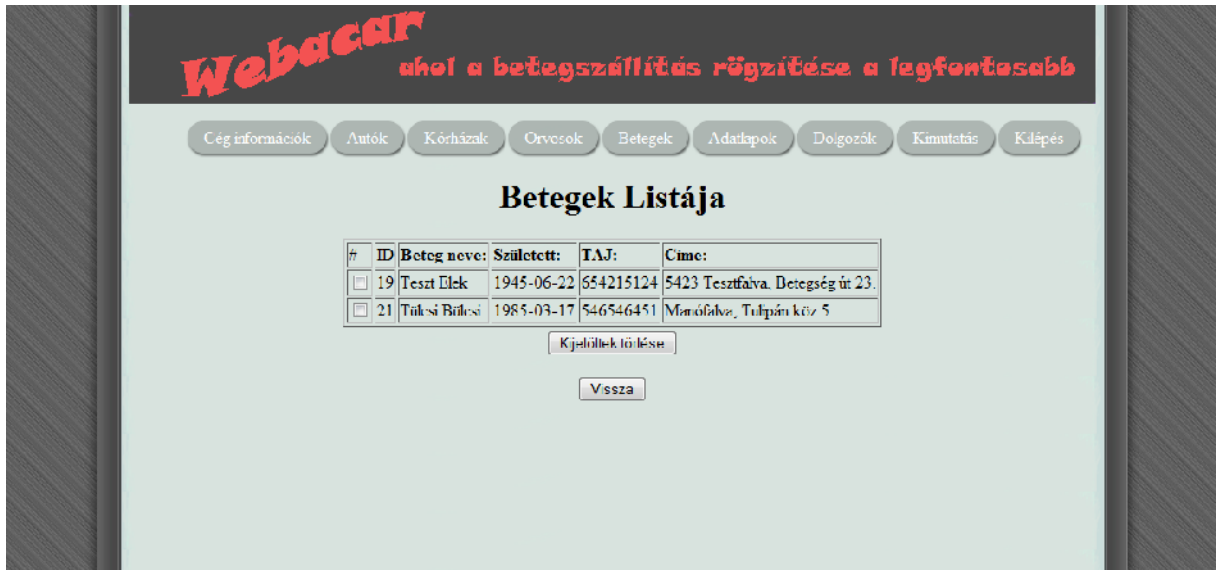 Webacar
ahol a betegszállítás rögzítése a legfontosabb
Cég információk Autók Kórházak Orvosok Betegek Adatlapok Dolgozók Kimutatás Kilépés
Betegek Listája
# ID Beteg neve: Született: TAJ: Címe:
19 Teszt Elek 1945-06-22 654215124 5423 Tesztfalva, Betegség út 23.
21 Tülcsi Bülcsi 1985-03-17 546546451 Manófalva, Tulipán köz 5
Kijelöltek törlése
Vissza